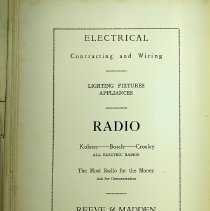 ELECTRICAL
Contracting and Wiring
LIGHTING FIXTURES
APPLIANCES
RADIO
Kolster—Bosch—Crosley
ALL ELECTRIC RADIOS
The Most Radio for the Money
Ask for Demonstration
REEVE & MADDEN